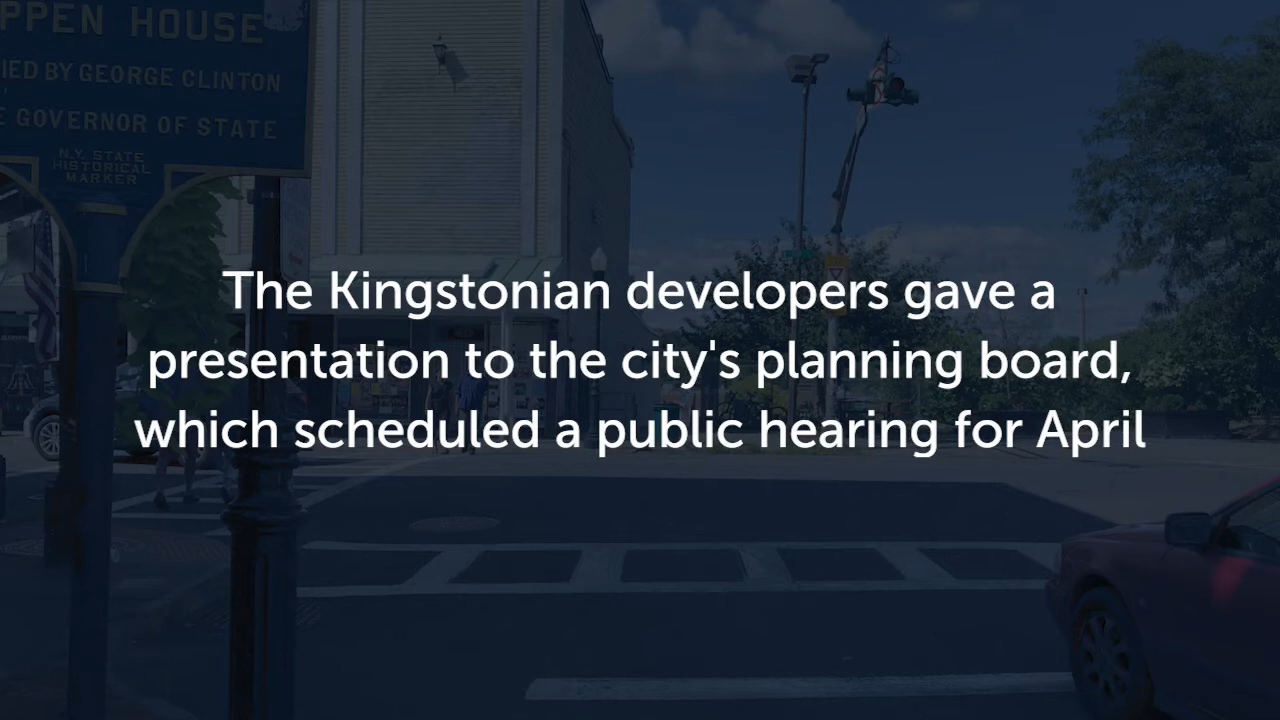 PPEN HOUSE
IED BY GEORGE CLINTON
E GOVERNOR OF STATE
N.Y. STATE
HISTORICAL
MARKER
The Kingstonian developers gave a
presentation to the city's planning board,
which scheduled a public hearing for April